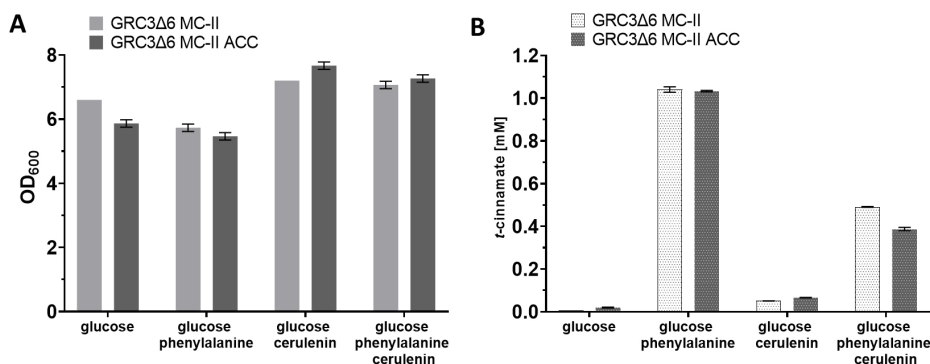 A
GRC3Δ6 MC-II
GRC3Δ6 MC-II ACC
OD600
8
6
4
2
0
glucose
glucose
phenylalanine
glucose
cerulenin
glucose
phenylalanine
cerulenin
B
GRC3Δ6 MC-II
GRC3Δ6 MC-II ACC
t-cinnamate [mM]
1.2
1.0
0.8
0.6
0.4
0.2
0.0
glucose
glucose
phenylalanine
glucose
cerulenin
glucose
phenylalanine
cerulenin